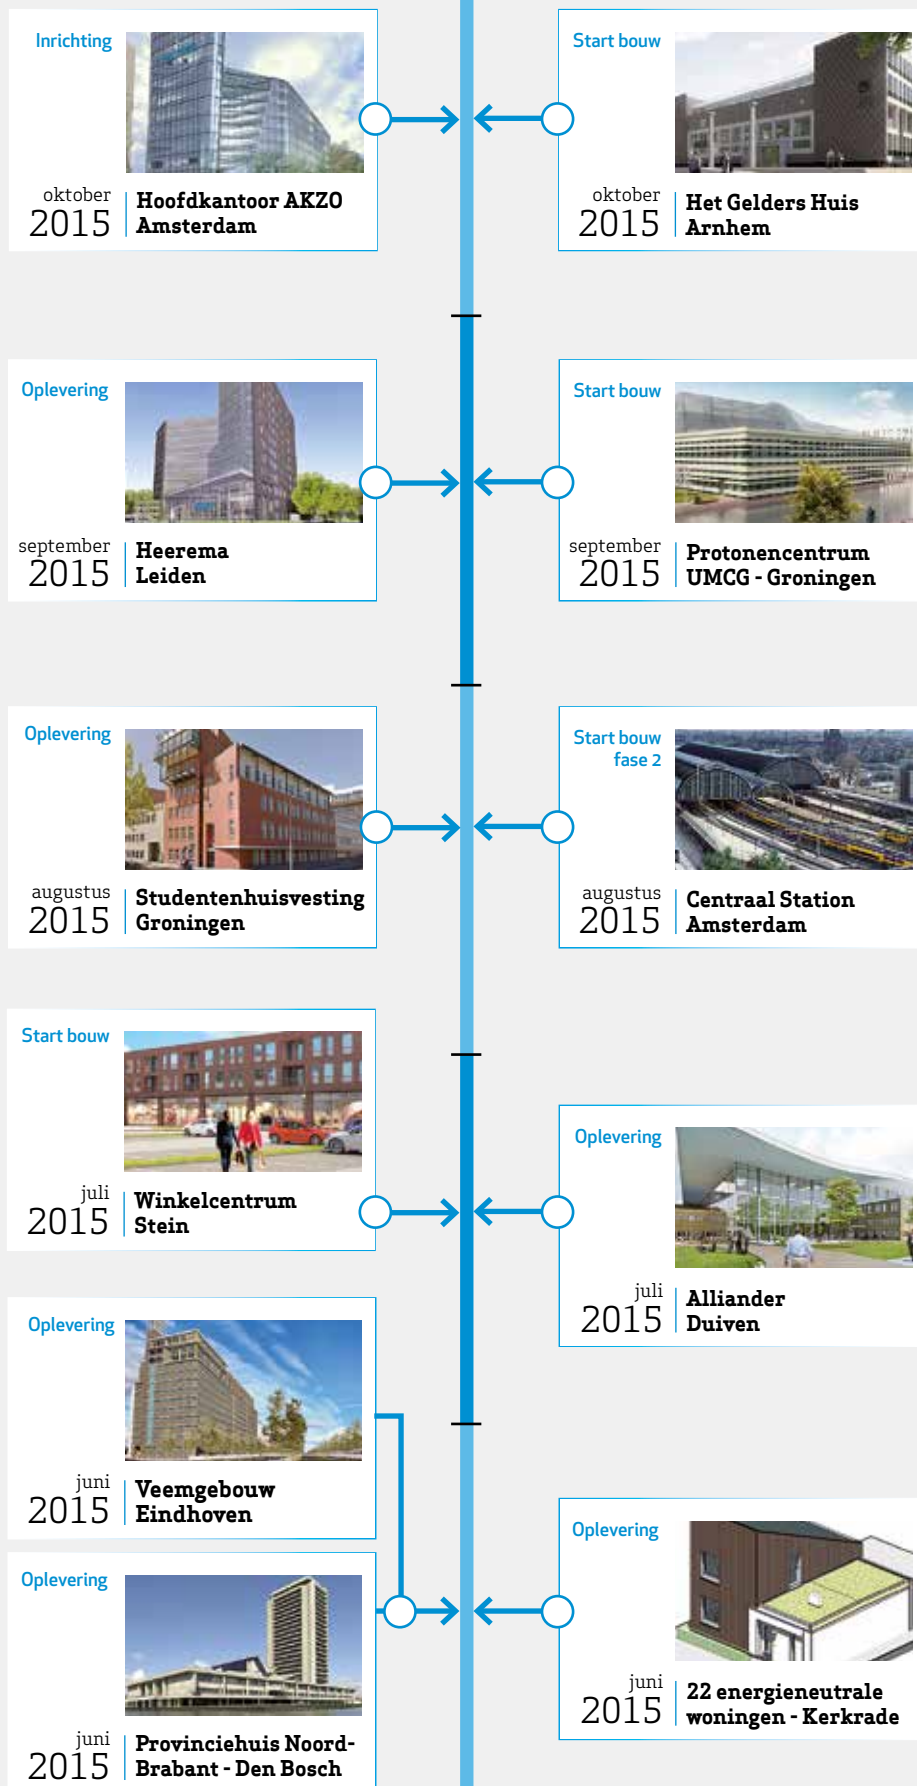 Inrichting
oktober
2015
Hoofdkantoor AKZO
Amsterdam
Start bouw
oktober
2015
Het Gelders Huis
Arnhem
Oplevering
september
2015
Heerema
Leiden
Start bouw
september
2015
Protonencentrum
UMCG - Groningen
Oplevering
augustus
2015
Studentenhuisvesting
Groningen
Start bouw
fase 2
augustus
2015
Centraal Station
Amsterdam
Start bouw
juli
2015
Winkelcentrum
Stein
Oplevering
juli
2015
Alliander
Duiven
Oplevering
juni
2015
Veemgebouw
Eindhoven
Oplevering
juni
2015
Provinciehuis Noord-
Brabant - Den Bosch
Oplevering
juni
2015
22 energieneutrale
woningen - Kerkrade